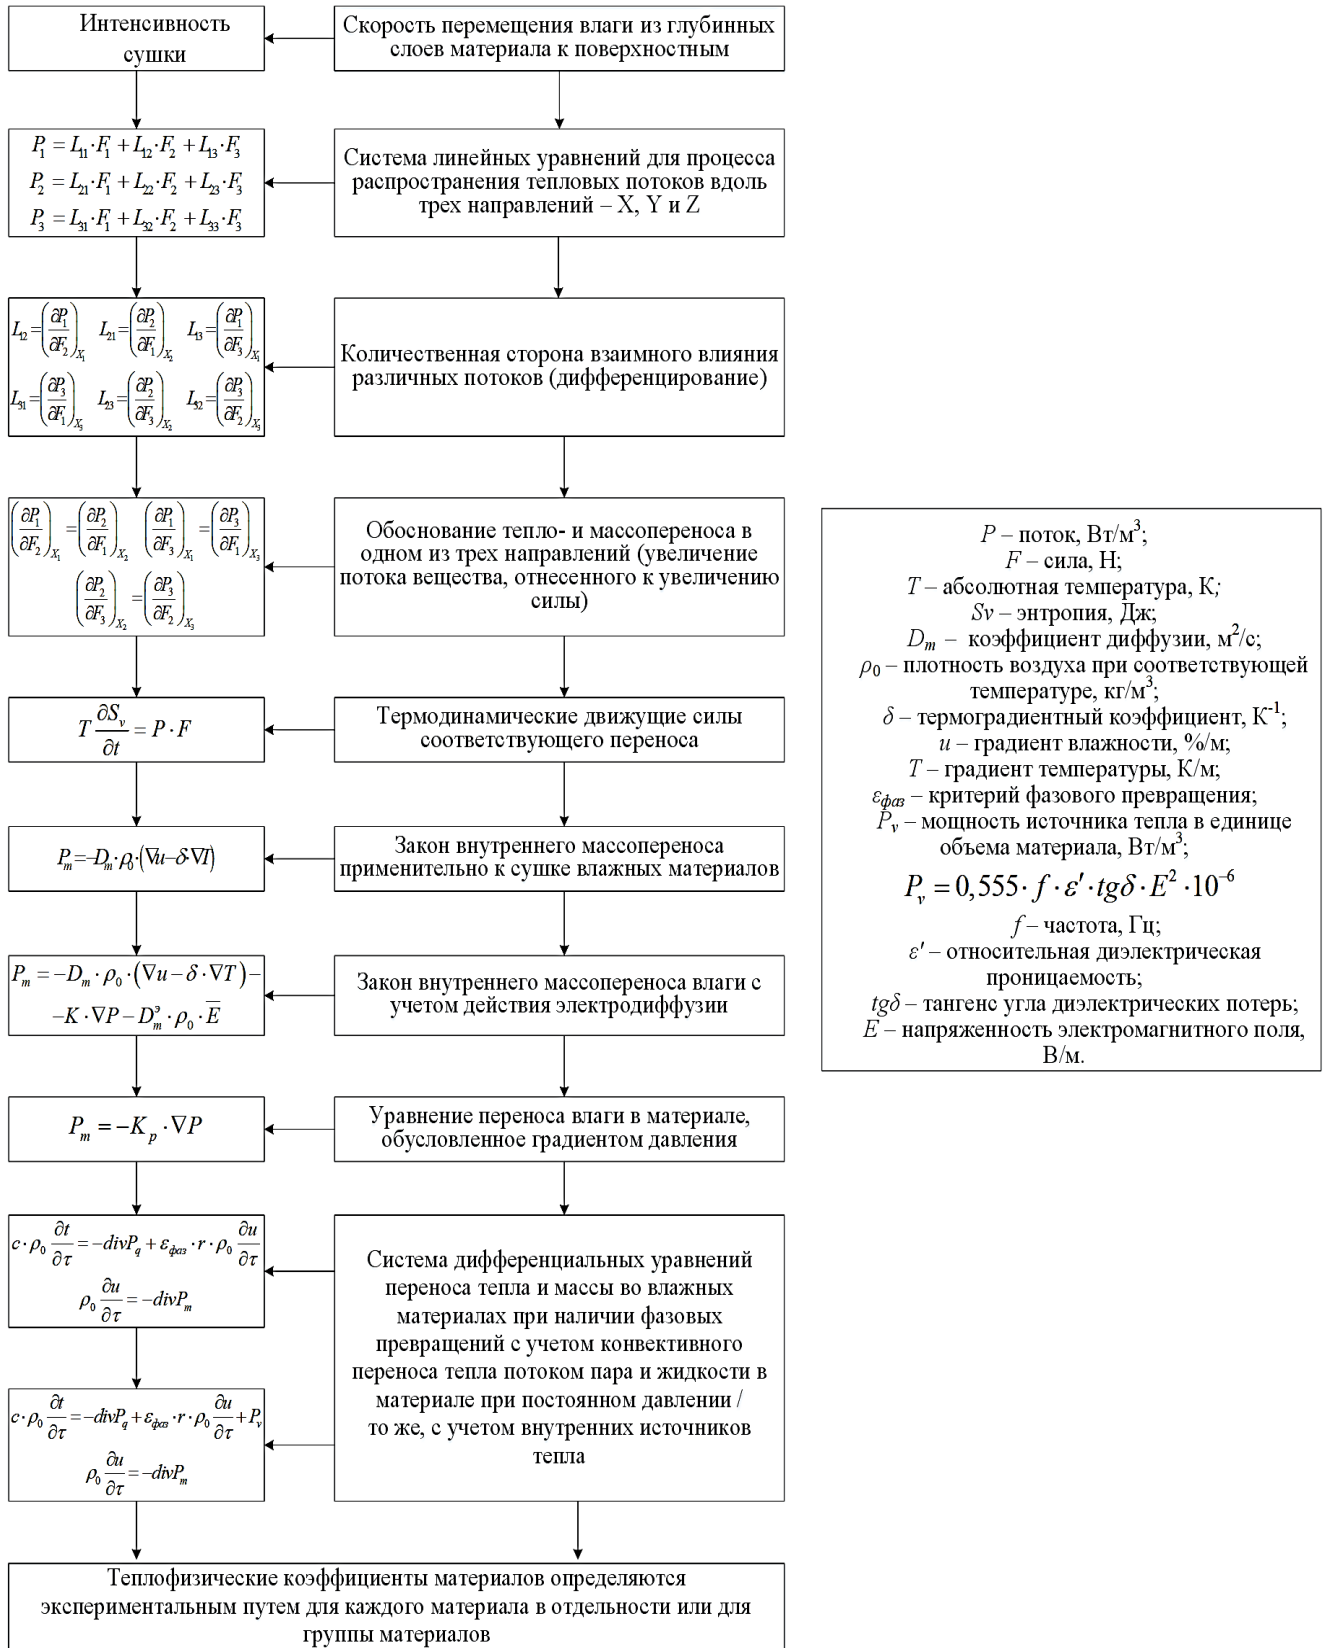 Интенсивность
сушки
Скорость перемещения влаги из глубинных
слоев материала к поверхностным
P₁ = L₁₁·F₁ + L₁₂·F₂ + L₁₃·F₃
P₂ = L₂₁·F₁ + L₂₂·F₂ + L₂₃·F₃
P₃ = L₃₁·F₁ + L₃₂·F₂ + L₃₃·F₃
Система линейных уравнений для процесса
распространения тепловых потоков вдоль
трех направлений – X, Y и Z
L₁₂=(∂P₁/∂F₂)X₁ L₂₁=(∂P₂/∂F₁)X₂ L₁₃=(∂P₁/∂F₃)X₁
L₃₁=(∂P₃/∂F₁)X₃ L₂₃=(∂P₂/∂F₃)X₂ L₃₂=(∂P₃/∂F₂)X₃
Количественная сторона взаимного влияния
различных потоков (дифференцирование)
(∂P₁/∂F₂)X₁ = (∂P₂/∂F₁)X₂ (∂P₁/∂F₃)X₁ = (∂P₃/∂F₁)X₃
(∂P₂/∂F₃)X₂ = (∂P₃/∂F₂)X₃
Обоснование тепло- и массопереноса в
одном из трех направлений (увеличение
потока вещества, отнесенного к увеличению
силы)
T ∂Sᵥ/∂t = P · F
Термодинамические движущие силы
соответствующего переноса
Pₘ=-Dₘ·ρ₀·(∇u–δ·∇T)
Закон внутреннего массопереноса
применительно к сушке влажных материалов
Pₘ = –Dₘ · ρ₀ · (∇u – δ · ∇T) –
–K · ∇P – Dₘᵉ̇ · ρ₀ · E̅
Закон внутреннего массопереноса влаги с
учетом действия электродиффузии
Pₘ = –Kₚ · ∇P
Уравнение переноса влаги в материале,
обусловленное градиентом давления
c·ρ₀ ∂t/∂τ = –divP_q + ε_фаз · r · ρ₀ ∂u/∂τ
ρ₀ ∂u/∂τ = –divPₘ
c·ρ₀ ∂t/∂τ = –divP_q + ε_фаз · r · ρ₀ ∂u/∂τ + Pᵥ
ρ₀ ∂u/∂τ = –divPₘ
Система дифференциальных уравнений
переноса тепла и массы во влажных
материалах при наличии фазовых
превращений с учетом конвективного
переноса тепла потоком пара и жидкости в
материале при постоянном давлении /
то же, с учетом внутренних источников
тепла
Теплофизические коэффициенты материалов определяются
экспериментальным путем для каждого материала в отдельности или для
группы материалов
P – поток, Вт/м³;
F – сила, Н;
T – абсолютная температура, К;
Sv – энтропия, Дж;
Dₘ – коэффициент диффузии, м²/с;
ρ₀ – плотность воздуха при соответствующей
температуре, кг/м³;
δ – термоградиентный коэффициент, К⁻¹;
u – градиент влажности, %/м;
T – градиент температуры, К/м;
ε_фаз – критерий фазового превращения;
Pᵥ – мощность источника тепла в единице
объема материала, Вт/м³;
Pᵥ = 0,555 · f · ε′ · tgδ · E² · 10⁻⁶
f – частота, Гц;
ε′ – относительная диэлектрическая
проницаемость;
tgδ – тангенс угла диэлектрических потерь;
E – напряженность электромагнитного поля,
В/м.